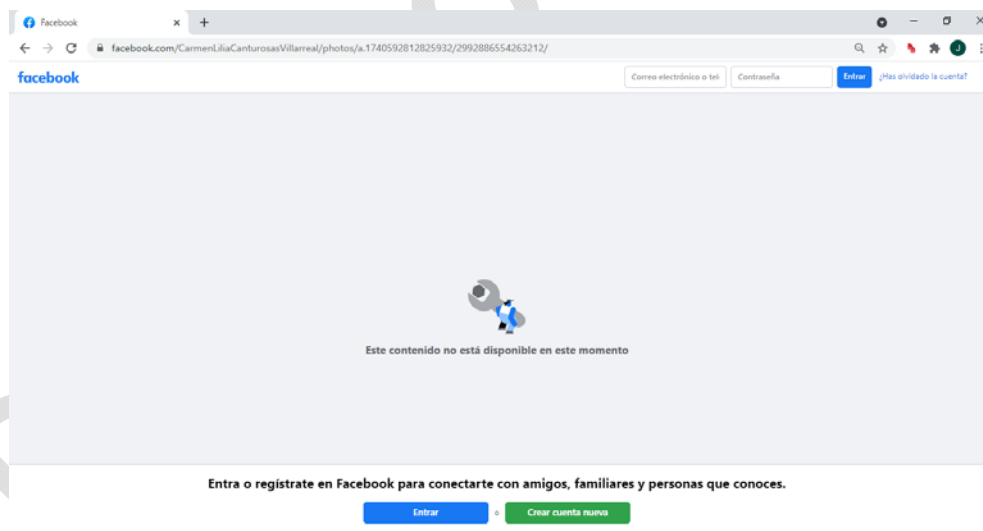 Facebook
facebook.com/CarmenLiliaCanturosasVillarreal/photos/a.1740592812825932/2992886554263212/
J
facebook
Correo electrónico o tel
Contraseña
Entrar
¿Has olvidado la cuenta?
Este contenido no está disponible en este momento
Entra o regístrate en Facebook para conectarte con amigos, familiares y personas que conoces.
Entrar
o
Crear cuenta nueva